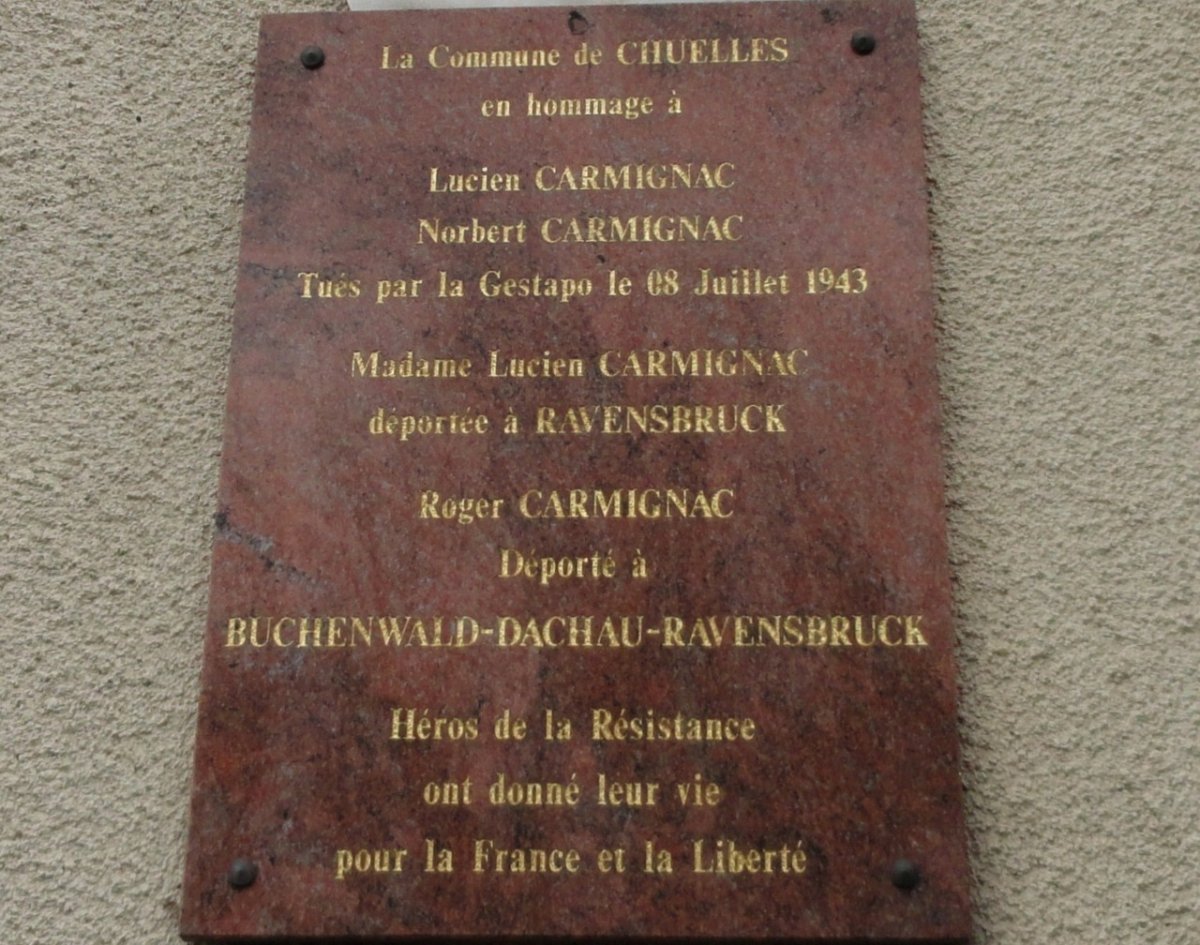 La Commune de CHUELLES
en hommage à
Lucien CARMIGNAC
Norbert CARMIGNAC
Tués par la Gestapo le 08 Juillet 1943
Madame Lucien CARMIGNAC
déportée à RAVENSBRUCK
Roger CARMIGNAC
Déporté à
BUCHENWALD-DACHAU-RAVENSBRUCK
Héros de la Résistance
ont donné leur vie
pour la France et la Liberté